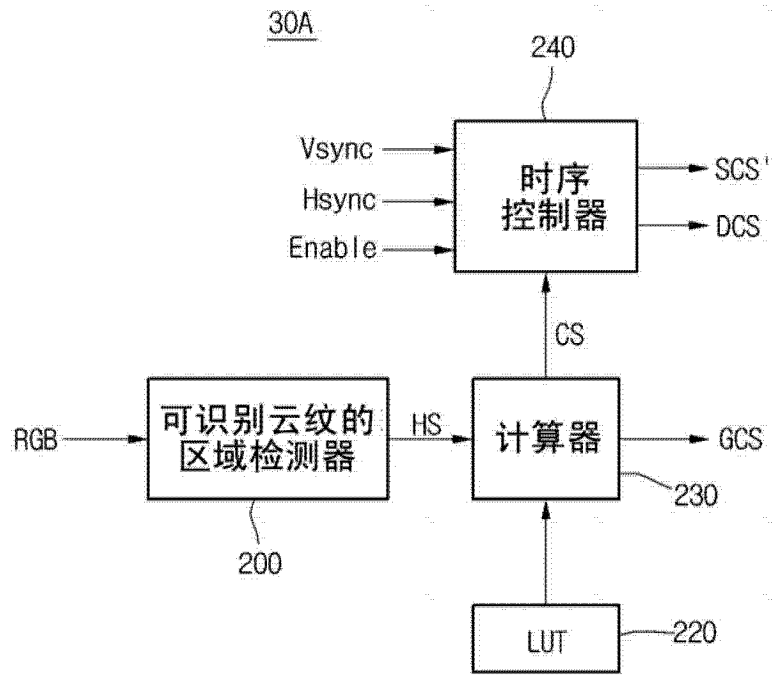 30A
240
Vsync
Hsync
Enable
时序
控制器
SCS'
DCS
CS
RGB
可识别云纹的
区域检测器
HS
计算器
GCS
200
230
LUT
220